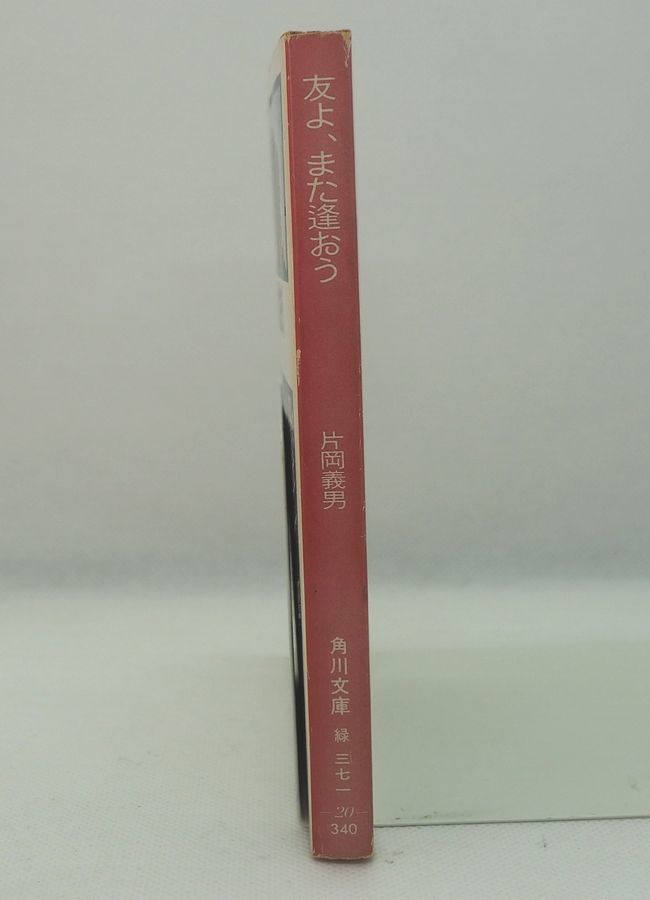 友よ、また逢おう
片岡義男
角川文庫
緑 三七一
—20—
340